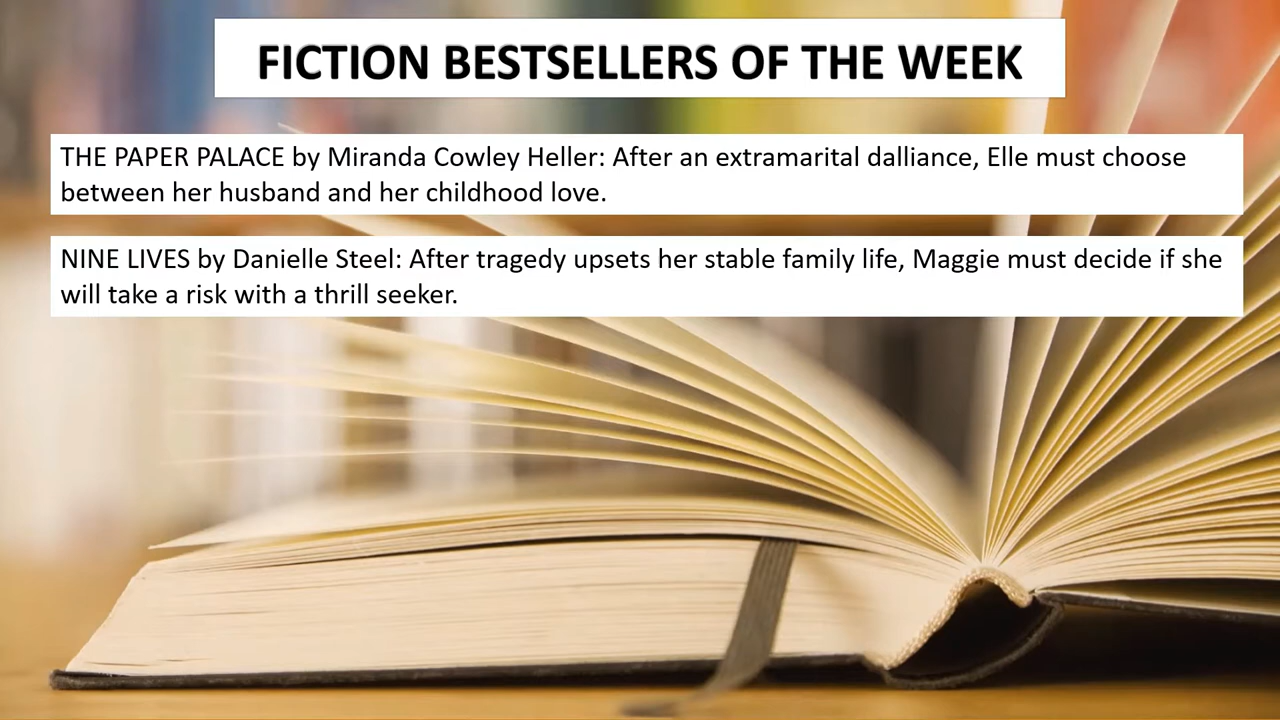 FICTION BESTSELLERS OF THE WEEK
THE PAPER PALACE by Miranda Cowley Heller: After an extramarital dalliance, Elle must choose
between her husband and her childhood love.
NINE LIVES by Danielle Steel: After tragedy upsets her stable family life, Maggie must decide if she
will take a risk with a thrill seeker.